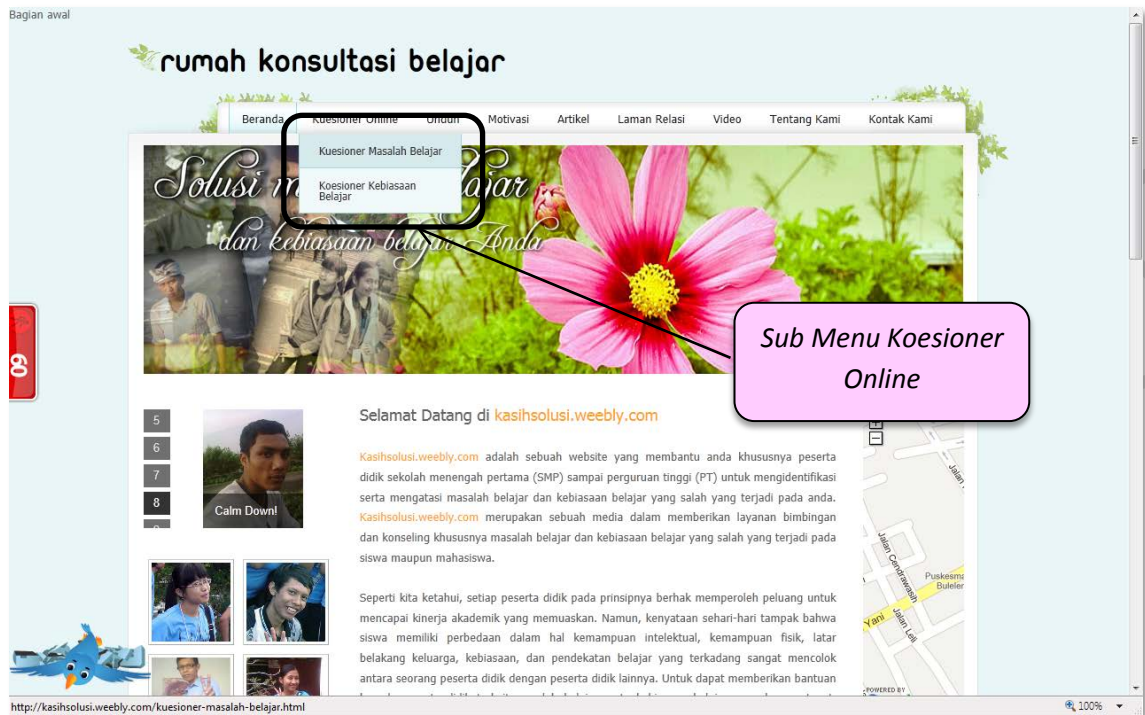 Bagian awal
rumah konsultasi belajar
Beranda Kuesioner Online Unduh Motivasi Artikel Laman Relasi Video Tentang Kami Kontak Kami
Kuesioner Masalah Belajar
Koesioner Kebiasaan
Belajar
Solusi m ajar
dan kebiasaan belajar Anda
Sub Menu Koesioner
Online
60
5
6
7
8
Calm Down!
Selamat Datang di kasihsolusi.weebly.com
Kasihsolusi.weebly.com adalah sebuah website yang membantu anda khususnya peserta
didik sekolah menengah pertama (SMP) sampai perguruan tinggi (PT) untuk mengidentifikasi
serta mengatasi masalah belajar dan kebiasaan belajar yang salah yang terjadi pada anda.
Kasihsolusi.weebly.com merupakan sebuah media dalam memberikan layanan bimbingan
dan konseling khususnya masalah belajar dan kebiasaan belajar yang salah yang terjadi pada
siswa maupun mahasiswa.
Seperti kita ketahui, setiap peserta didik pada prinsipnya berhak memperoleh peluang untuk
mencapai kinerja akademik yang memuaskan. Namun, kenyataan sehari-hari tampak bahwa
siswa memiliki perbedaan dalam hal kemampuan intelektual, kemampuan fisik, latar
belakang keluarga, kebiasaan, dan pendekatan belajar yang terkadang sangat mencolok
antara seorang peserta didik dengan peserta didik lainnya. Untuk dapat memberikan bantuan
Jalan Cendrawasih
Puskesma
Buleler
Yani
Jalan Leli
POWERED BY
http://kasihsolusi.weebly.com/kuesioner-masalah-belajar.html
100%